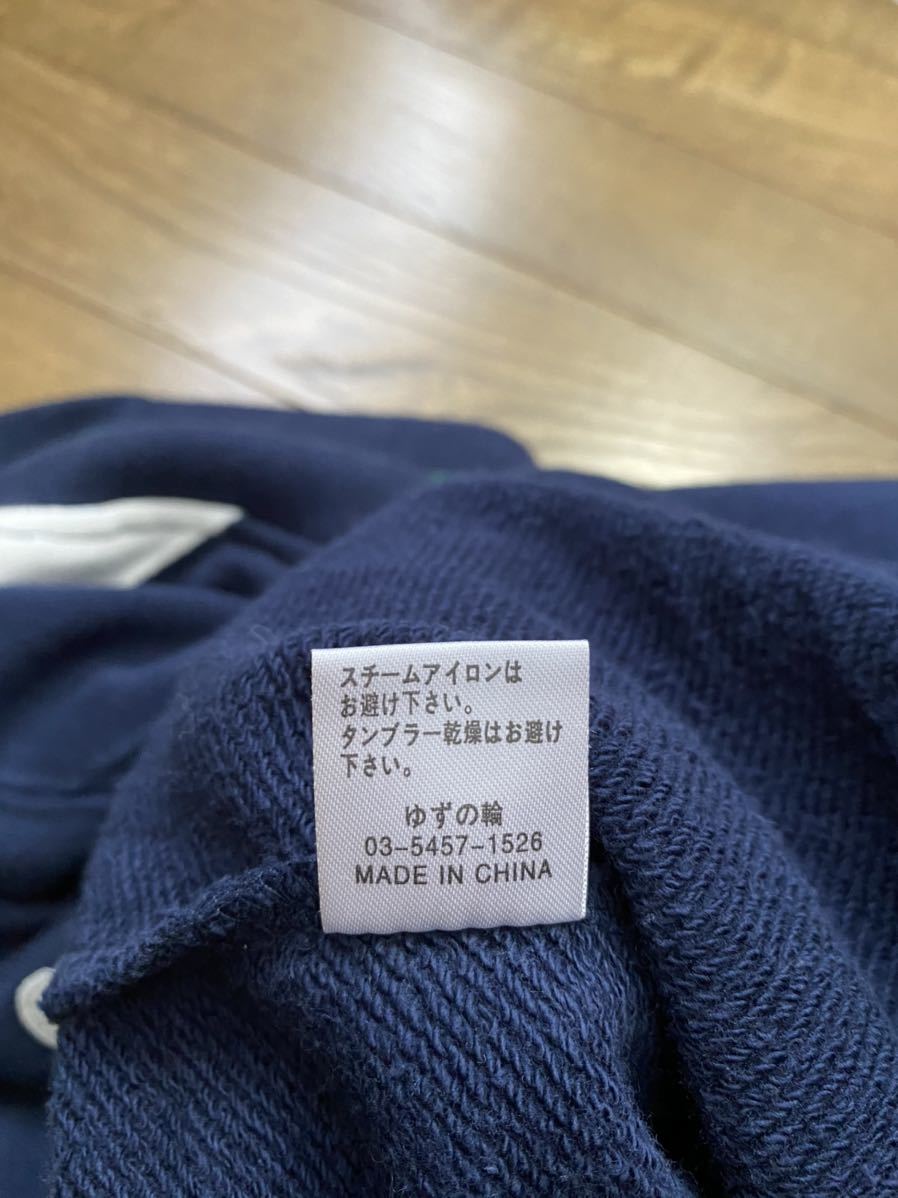 スチームアイロンは
お避け下さい。
タンブラー乾燥はお避け
下さい。
ゆずの輪
03-5457-1526
MADE IN CHINA